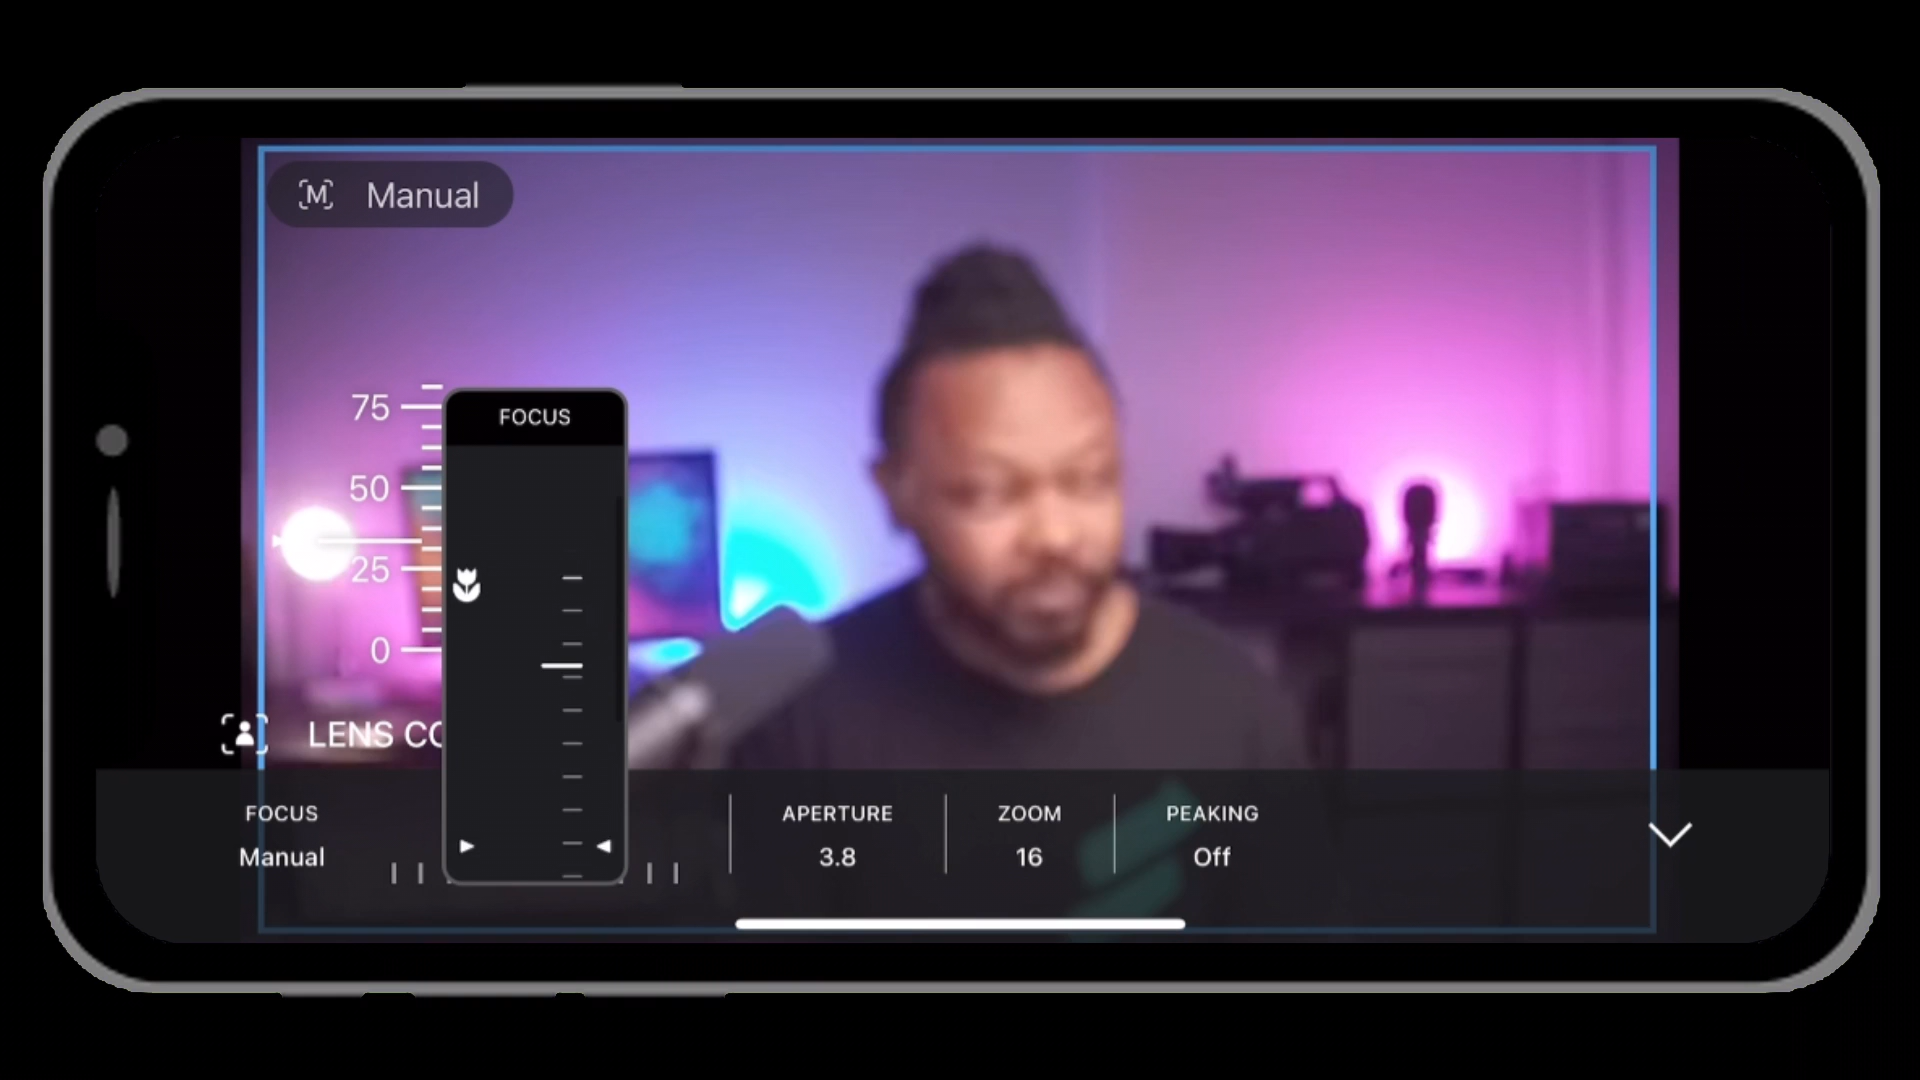 [M] Manual
75
50
25
0
FOCUS
LENS CO
FOCUS
Manual
APERTURE
3.8
ZOOM
16
PEAKING
Off